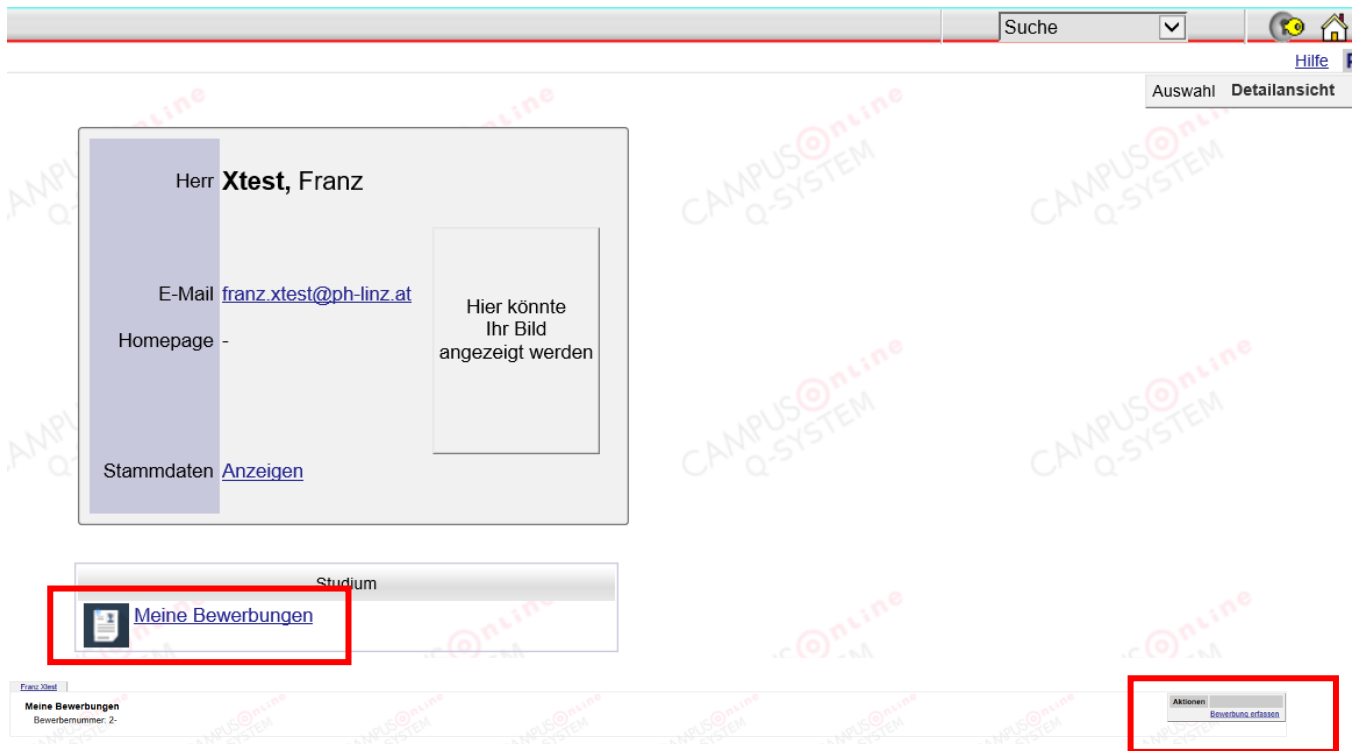 Suche
Hilfe
Auswahl Detailansicht
Herr Xtest, Franz
E-Mail franz.xtest@ph-linz.at
Hier könnte
Ihr Bild
angezeigt werden
Homepage -
Stammdaten Anzeigen
Studium
Meine Bewerbungen
Franz Xtest
Meine Bewerbungen
Bewerbernummer: 2-
Aktionen
Bewerbung erfassen
CAMPUSOnline
Q-SYSTEM